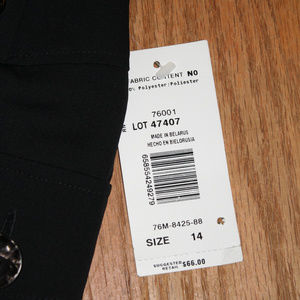 FABRIC CONTENT NO
% Polyester/Poliester
76001
LOT 47407
MADE IN BELARUS
HECHO EN BIELORUSIA
658554249279
76M-8425-88
SIZE 14
SUGGESTED
RETAIL $66.00